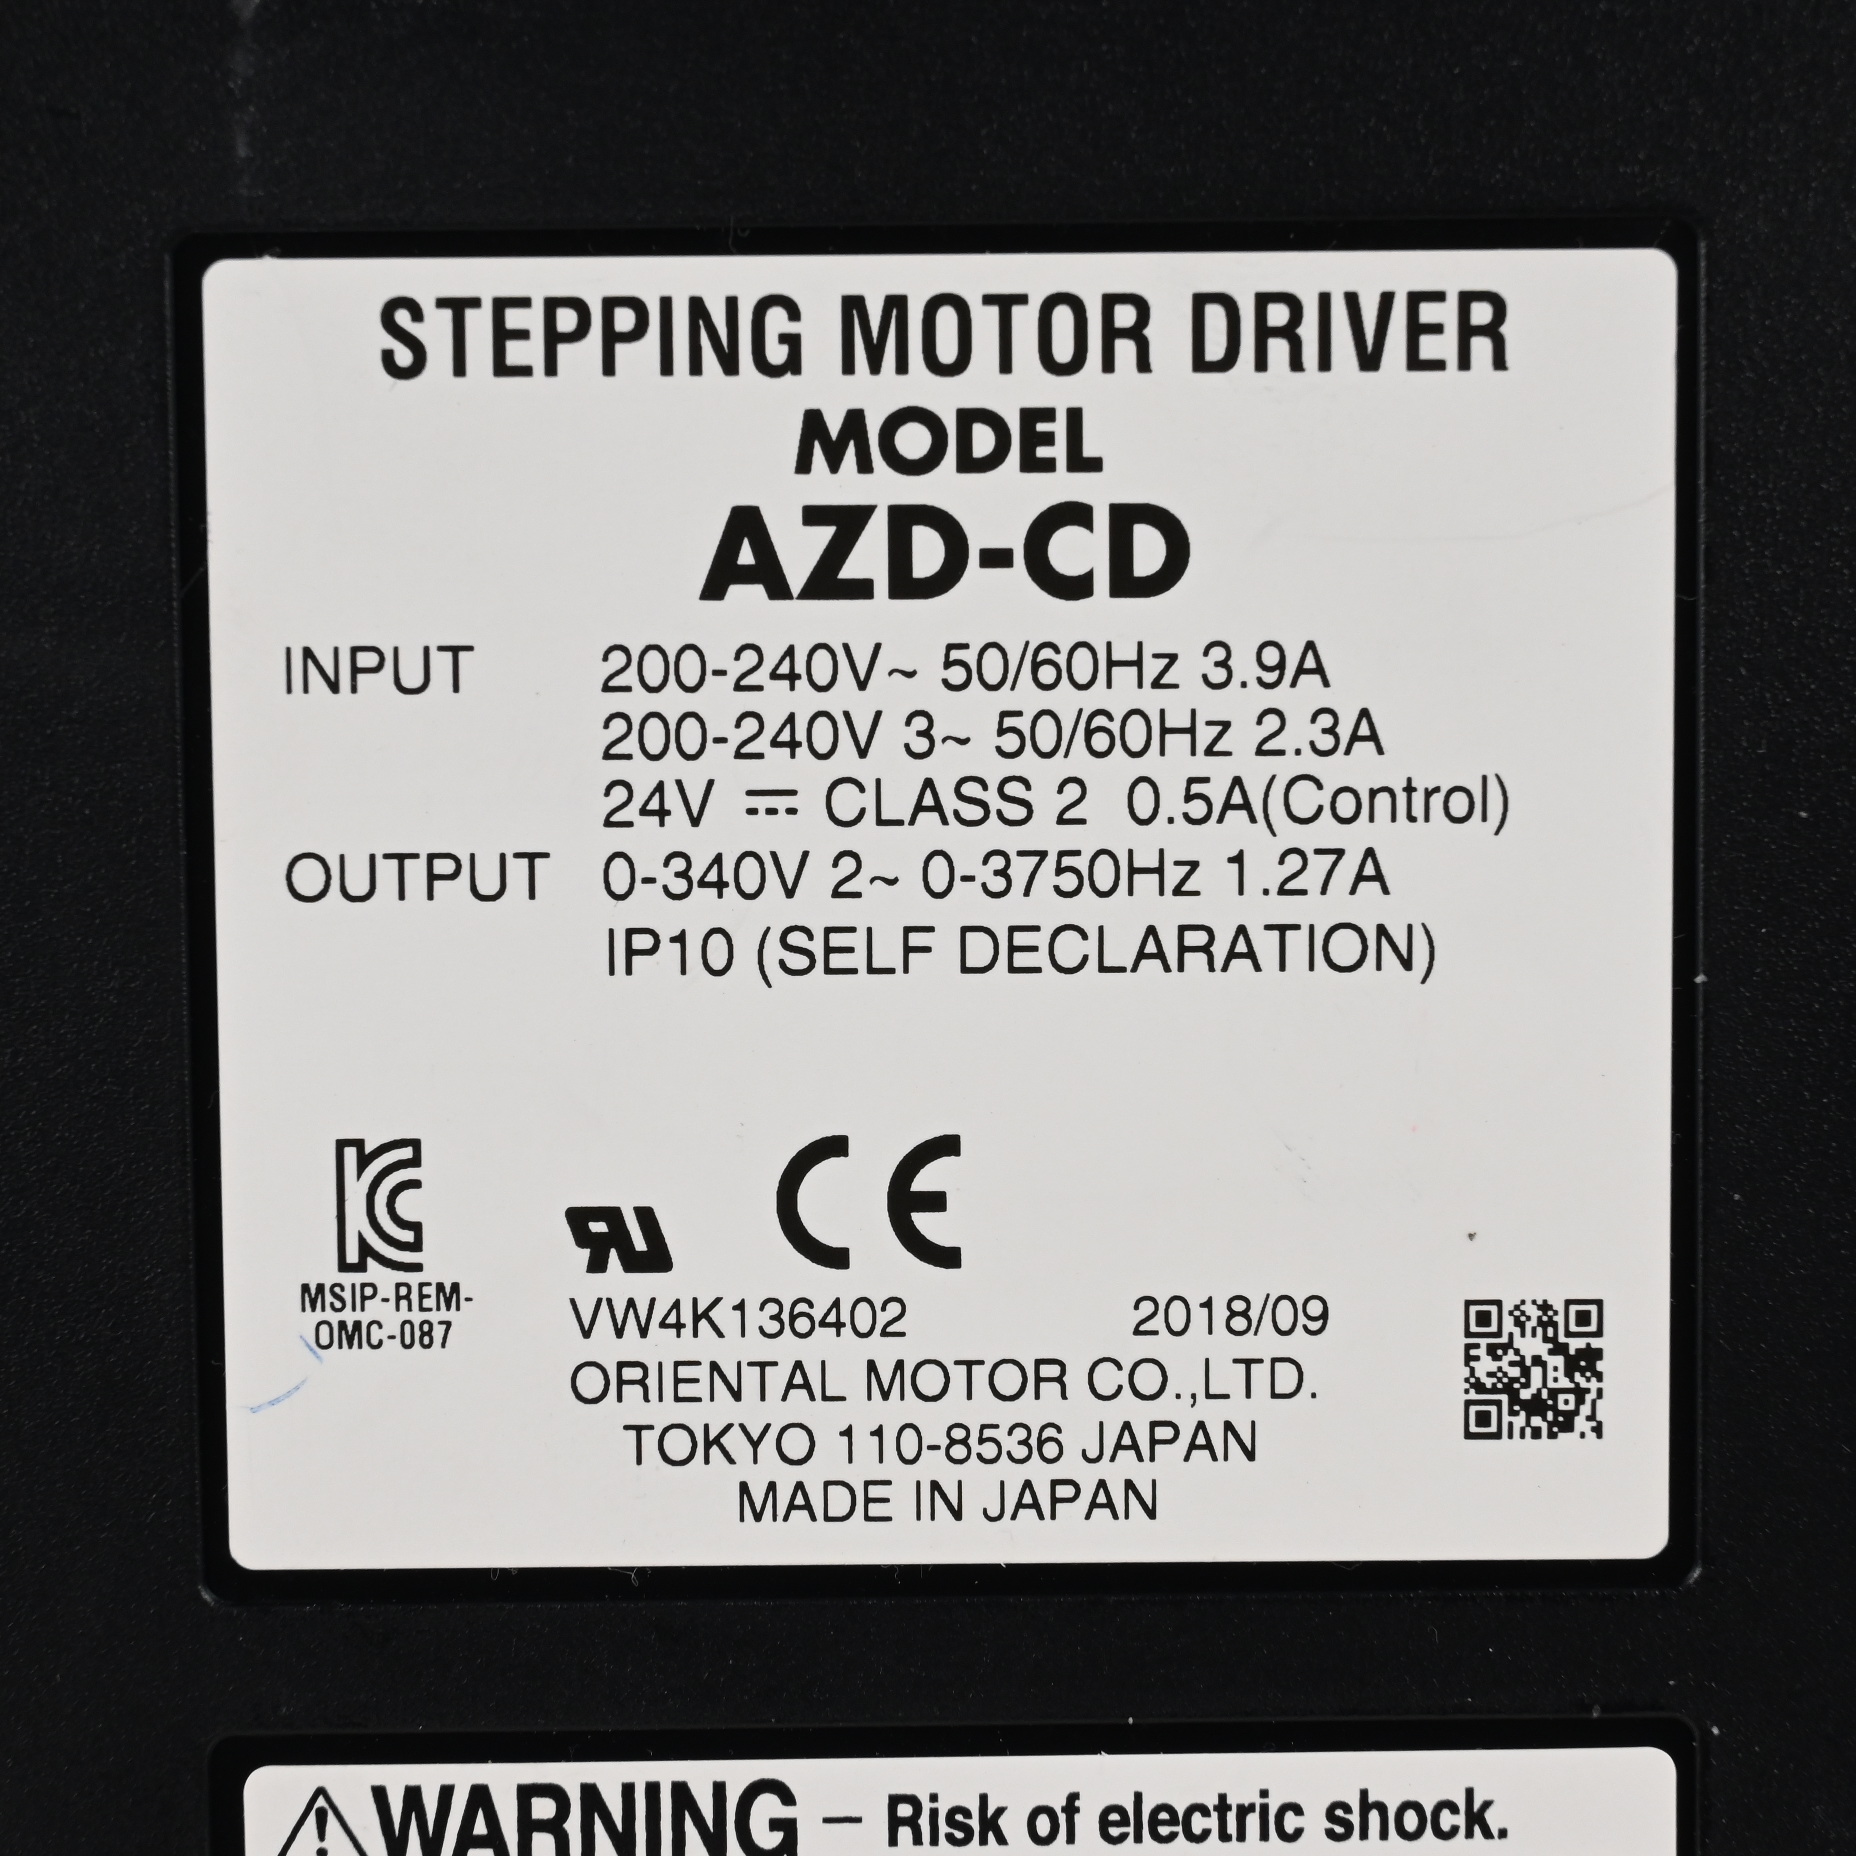 STEPPING MOTOR DRIVER
MODEL
AZD-CD
INPUT 200-240V~ 50/60Hz 3.9A
200-240V 3~ 50/60Hz 2.3A
24V ⎓ CLASS 2 0.5A(Control)
OUTPUT 0-340V 2~ 0-3750Hz 1.27A
IP10 (SELF DECLARATION)
KC
MSIP-REM-
OMC-087
RU
CE
VW4K136402 2018/09
ORIENTAL MOTOR CO.,LTD.
TOKYO 110-8536 JAPAN
MADE IN JAPAN
⚠WARNING – Risk of electric shock.